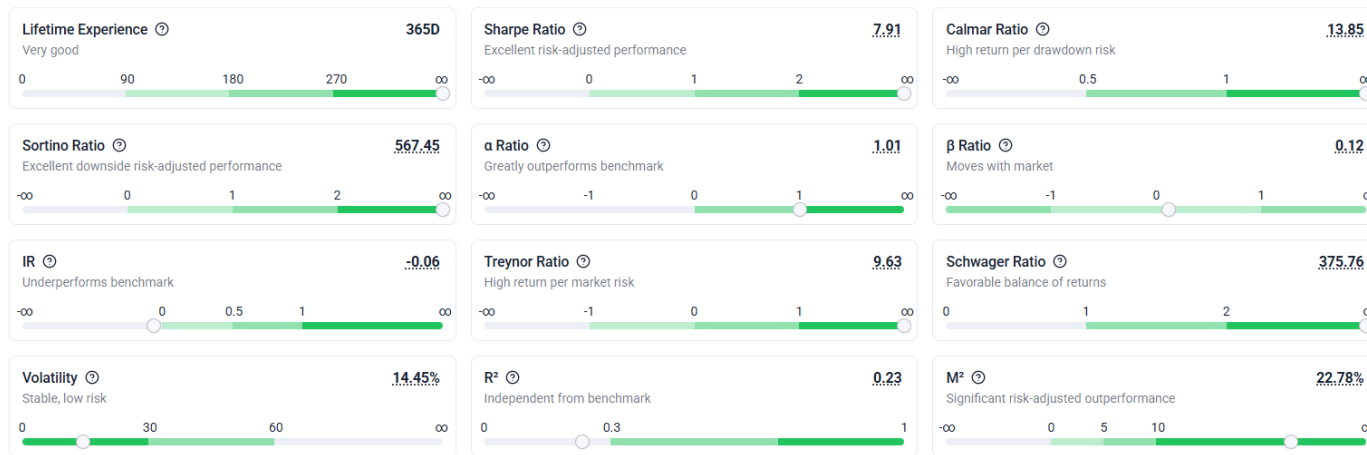 Lifetime Experience 365D
Very good
0 90 180 270 ∞
Sharpe Ratio 7.91
Excellent risk-adjusted performance
-∞ 0 1 2 ∞
Calmar Ratio 13.85
High return per drawdown risk
-∞ 0.5 1
Sortino Ratio 567.45
Excellent downside risk-adjusted performance
-∞ 0 1 2 ∞
α Ratio 1.01
Greatly outperforms benchmark
-∞ -1 0 1 ∞
β Ratio 0.12
Moves with market
-∞ -1 0 1
IR -0.06
Underperforms benchmark
-∞ 0 0.5 1 ∞
Treynor Ratio 9.63
High return per market risk
-∞ -1 0 1 ∞
Schwager Ratio 375.76
Favorable balance of returns
0 1 2
Volatility 14.45%
Stable, low risk
0 30 60 ∞
R² 0.23
Independent from benchmark
0 0.3 1
M² 22.78%
Significant risk-adjusted outperformance
-∞ 0 5 10